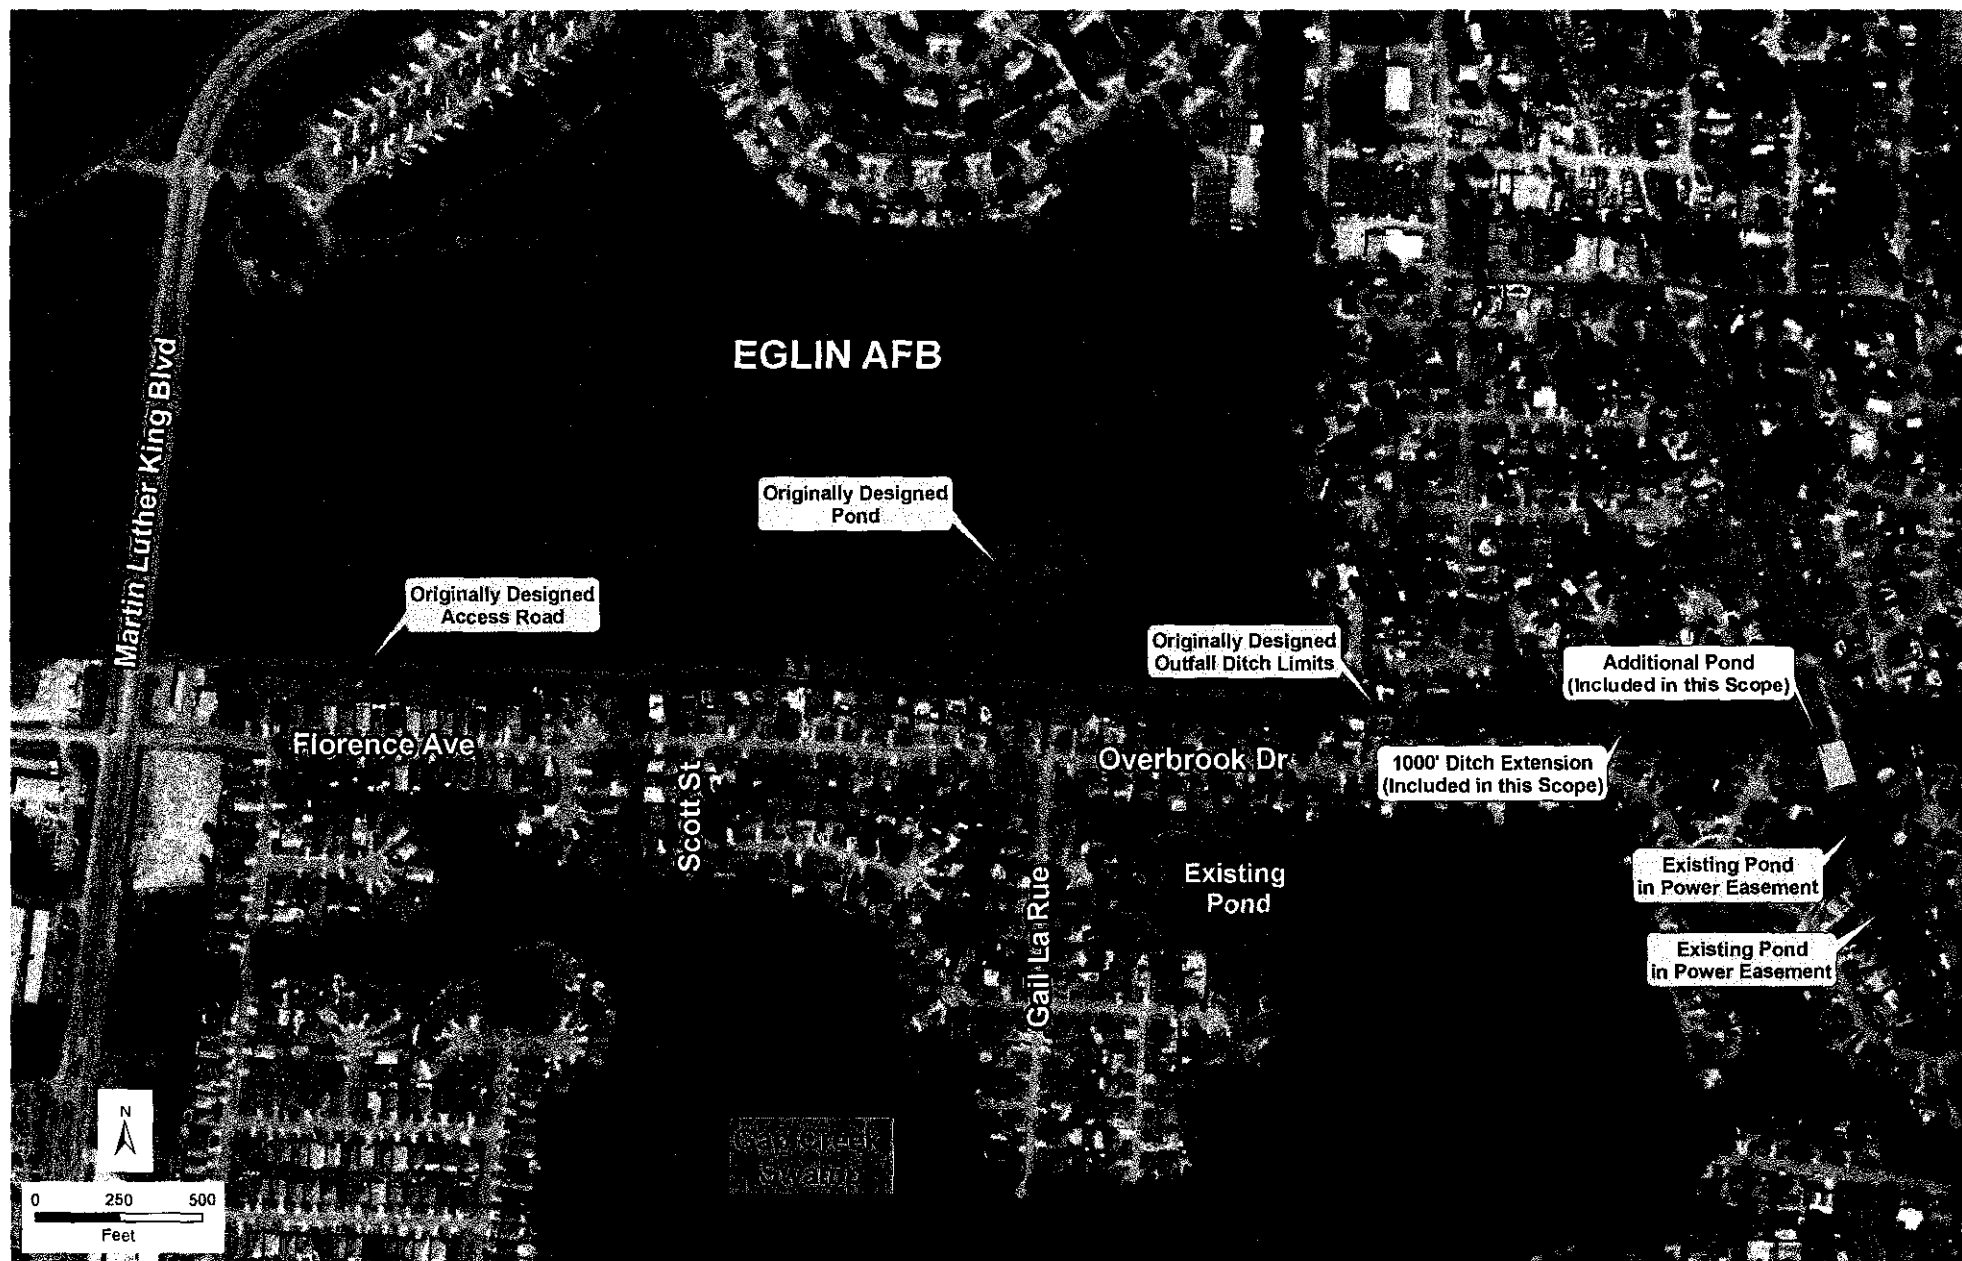 EGLIN AFB
Martin Luther King Blvd
Originally Designed
Pond
Originally Designed
Access Road
Originally Designed
Outfall Ditch Limits
Additional Pond
(Included in this Scope)
Florence Ave
Scott St
Overbrook Dr
1000' Ditch Extension
(Included in this Scope)
Gail La Rue
Existing
Pond
Existing Pond
in Power Easement
Existing Pond
in Power Easement
N
Gap Creek
Swamp
0 250 500
Feet